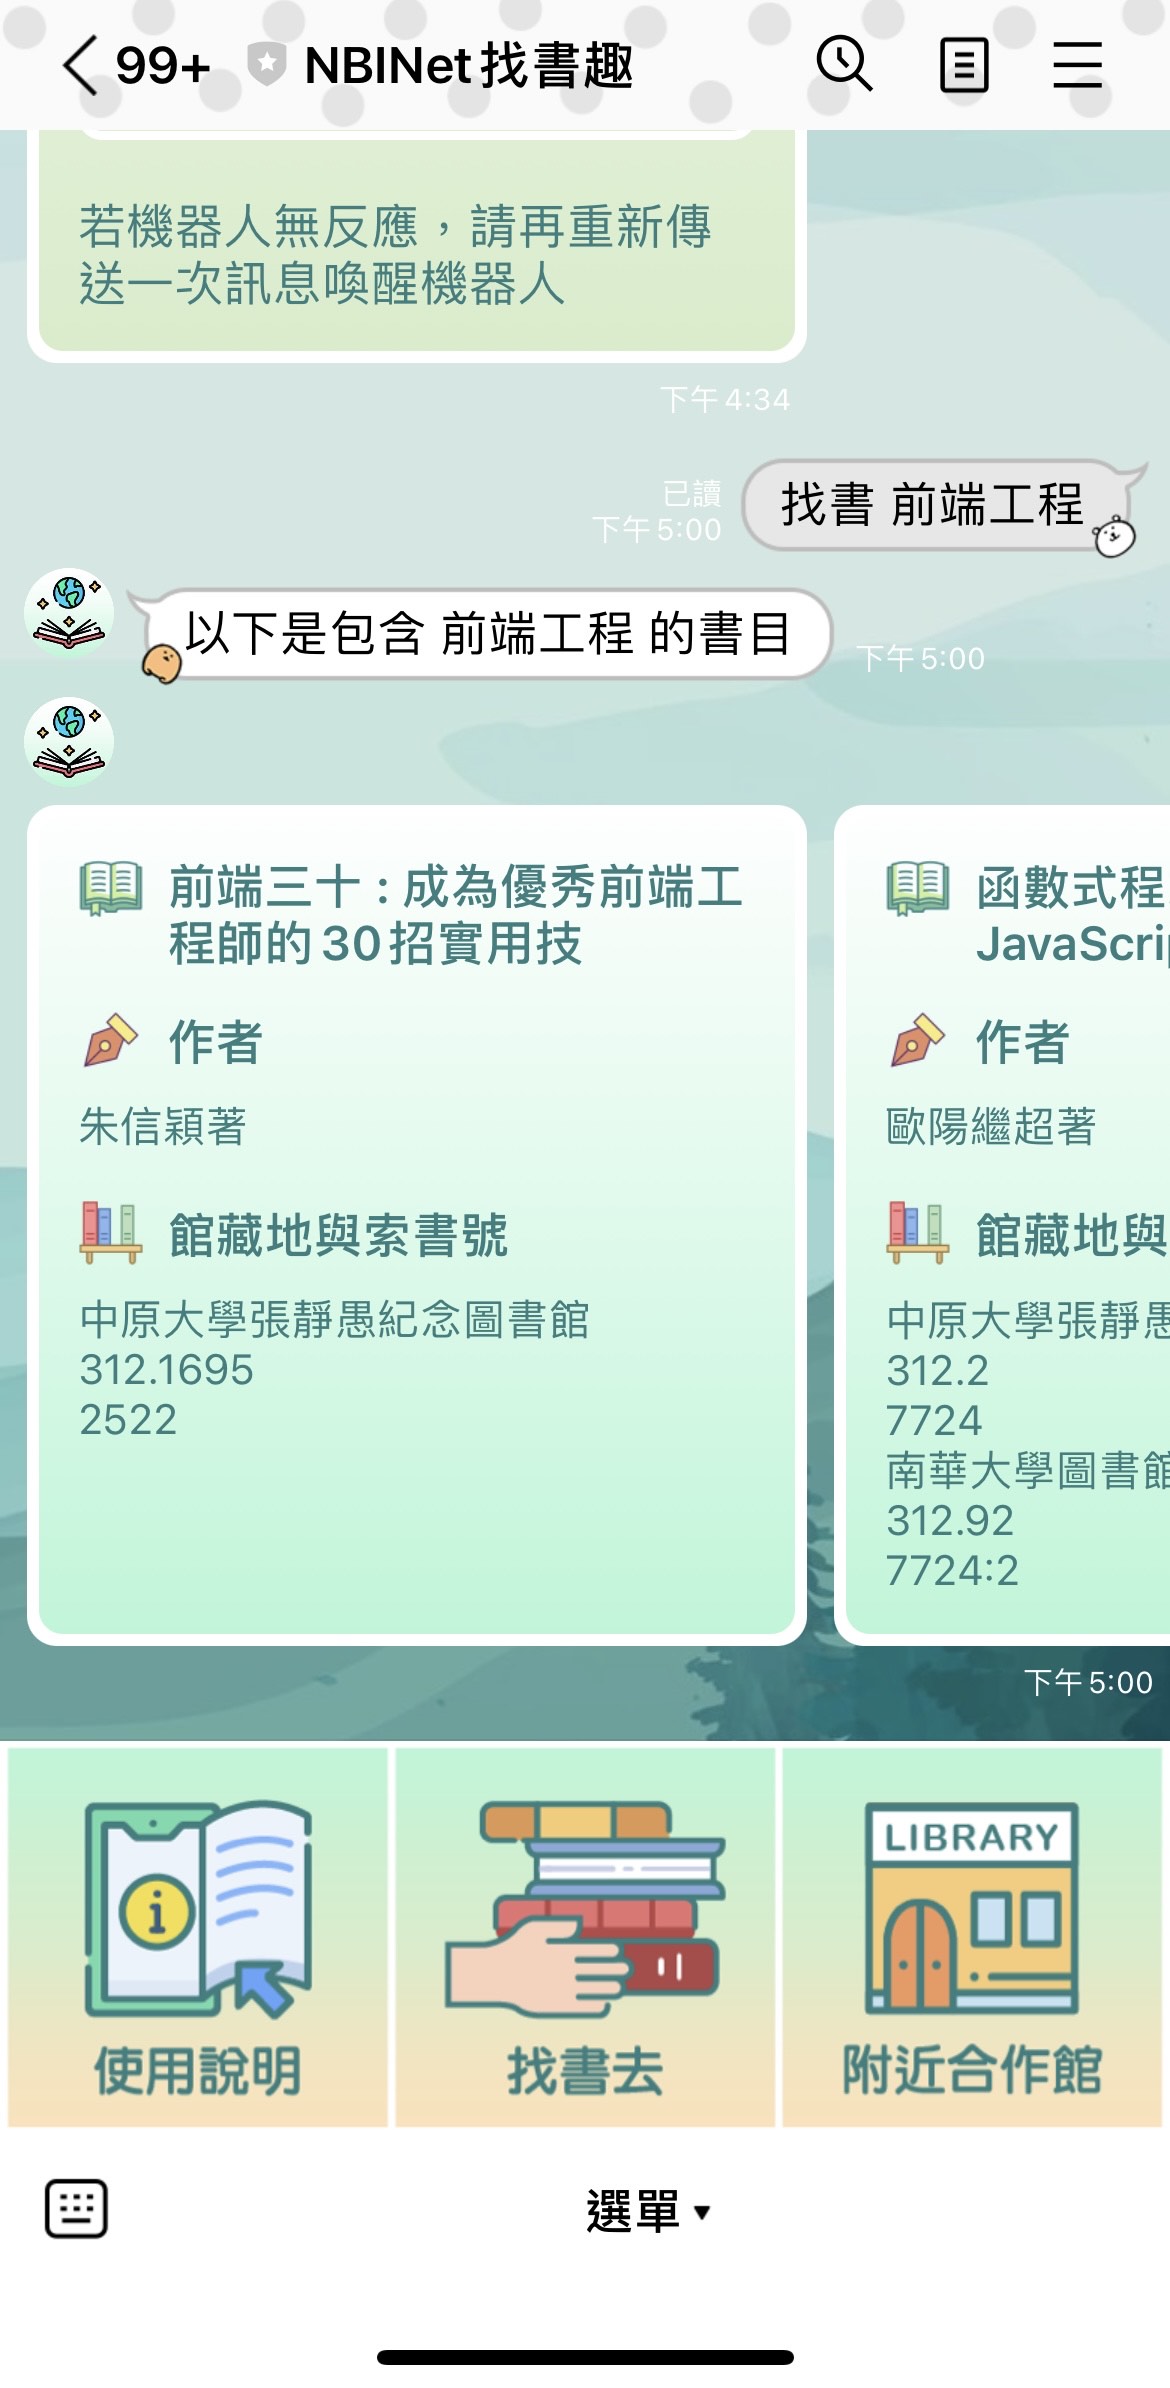 99+ NBINet找書趣
若機器人無反應，請再重新傳
送一次訊息喚醒機器人
下午 4:34
已讀
下午 5:00
找書 前端工程
以下是包含 前端工程 的書目
下午 5:00
前端三十 : 成為優秀前端工
程師的 30 招實用技
作者
朱信穎著
館藏地與索書號
中原大學張靜愚紀念圖書館
312.1695
2522
函數式程
JavaScrip
作者
歐陽繼超著
館藏地與
中原大學張靜愚
312.2
7724
南華大學圖書館
312.92
7724:2
下午 5:00
i
使用說明
找書去
LIBRARY
附近合作館
選單 ▾